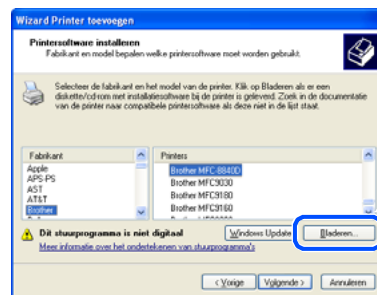 Wizard Printer toevoegen
Printersoftware installeren
Fabrikant en model bepalen welke printersoftware moet worden gebruikt.
Selecteer de fabrikant en het model van de printer. Klik op Bladeren als er een
diskette/cd-rom met installatiesoftware bij de printer is geleverd. Zoek in de documentatie
van de printer naar compatibele printersoftware als deze niet in de lijst staat.
Fabrikant
Printers
Apple
APS-PS
AST
AT&T
Brother
Brother MFC-8840D
Brother MFC9030
Brother MFC9180
Brother MFC9160
Dit stuurprogramma is niet digitaal
Windows Update
Bladeren...
Meer informatie over het ondertekenen van stuurprogramma's
< Vorige
Volgende >
Annuleren